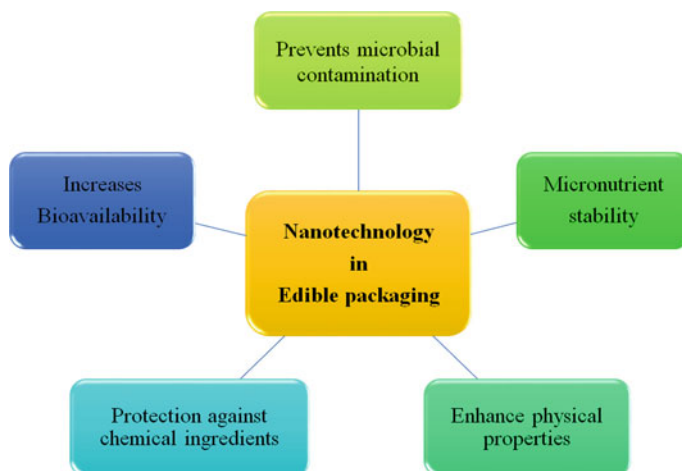 Prevents microbial
contamination
Increases
Bioavailability
Micronutrient
stability
Nanotechnology
in
Edible packaging
Protection against
chemical ingredients
Enhance physical
properties